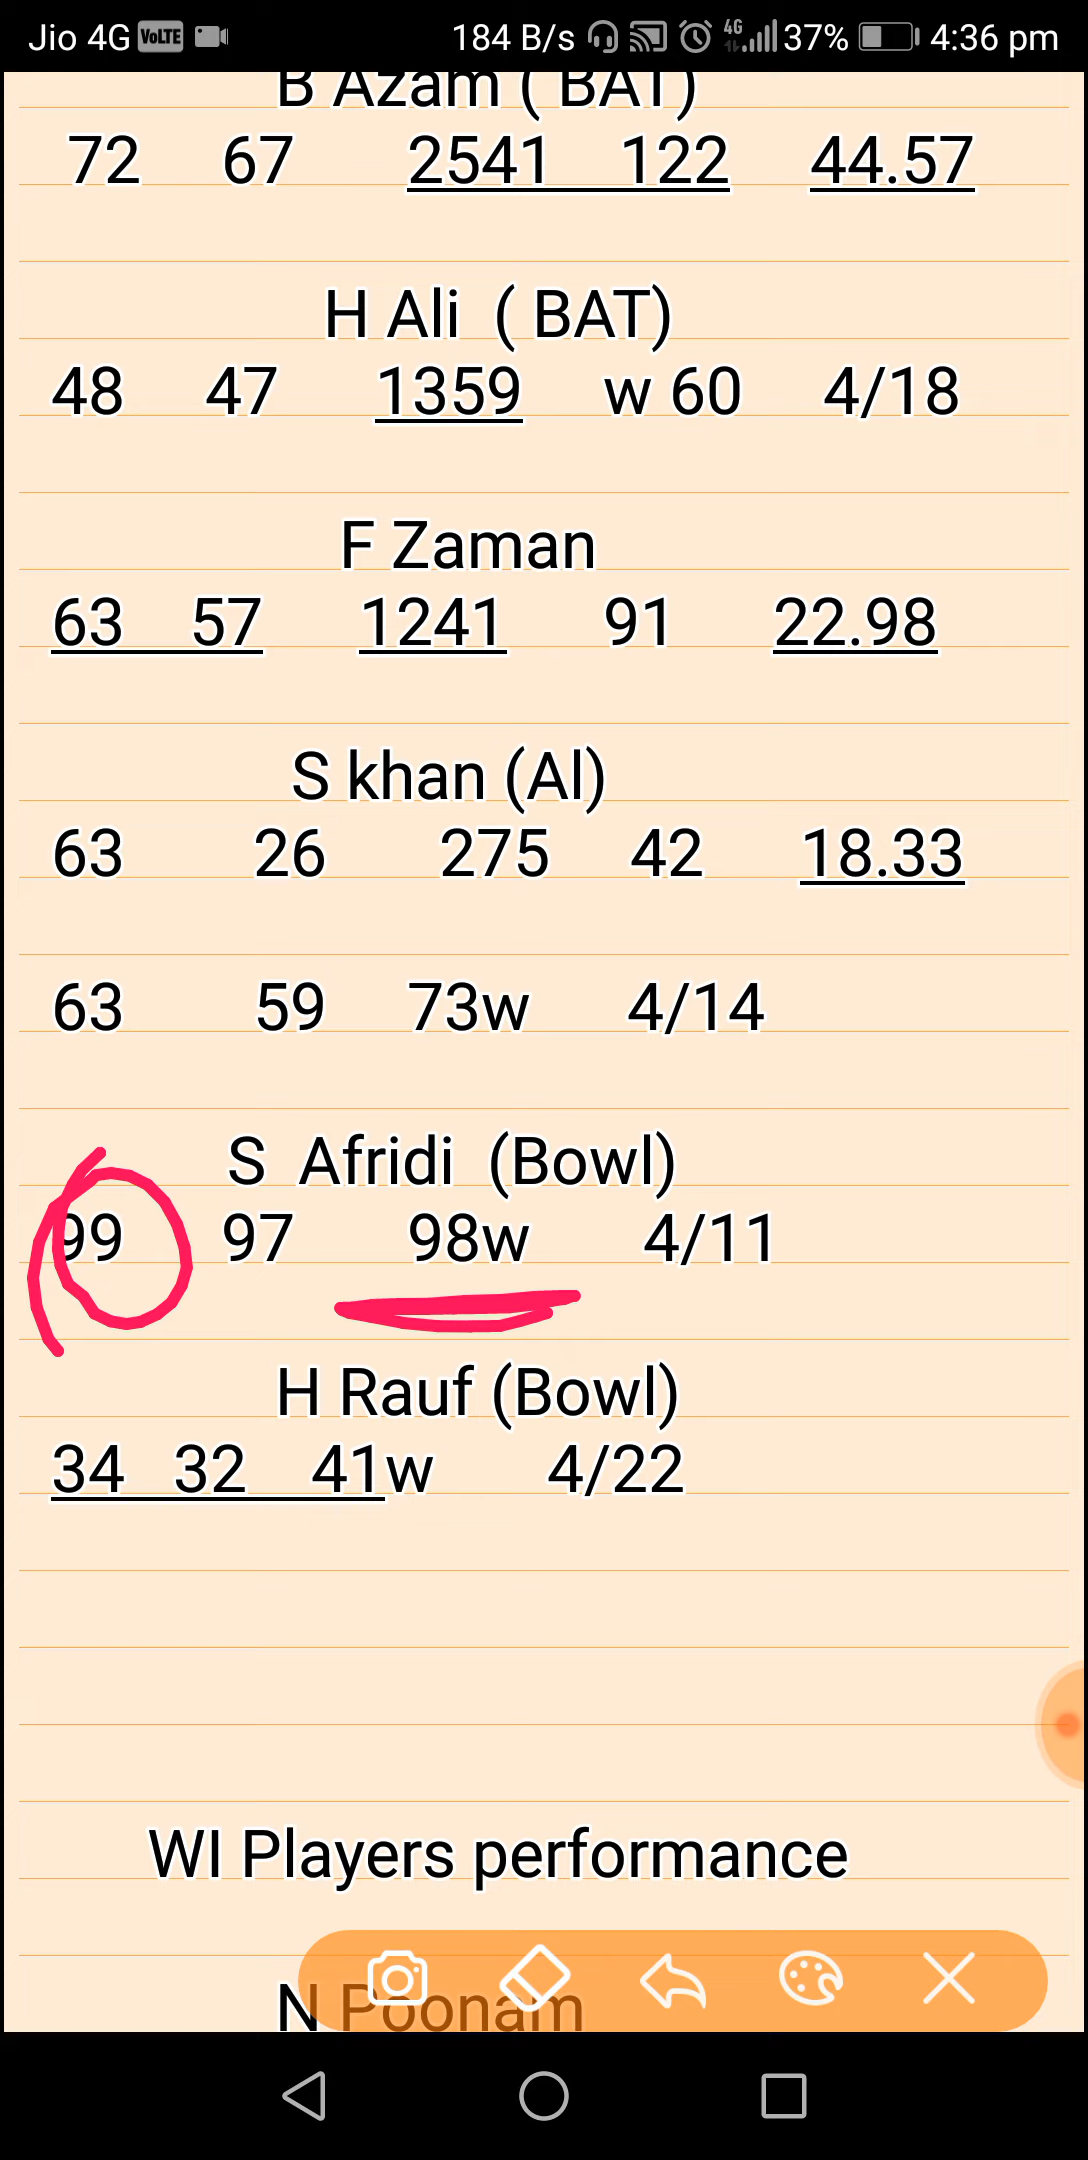 Jio 4G VoLTE 184 B/s 4G 37% 4:36 pm
B Azam ( BAT)
72 67 2541 122 44.57
H Ali ( BAT)
48 47 1359 w 60 4/18
F Zaman
63 57 1241 91 22.98
S khan (Al)
63 26 275 42 18.33
63 59 73w 4/14
S Afridi (Bowl)
99 97 98w 4/11
H Rauf (Bowl)
34 32 41w 4/22
WI Players performance
N Poonam